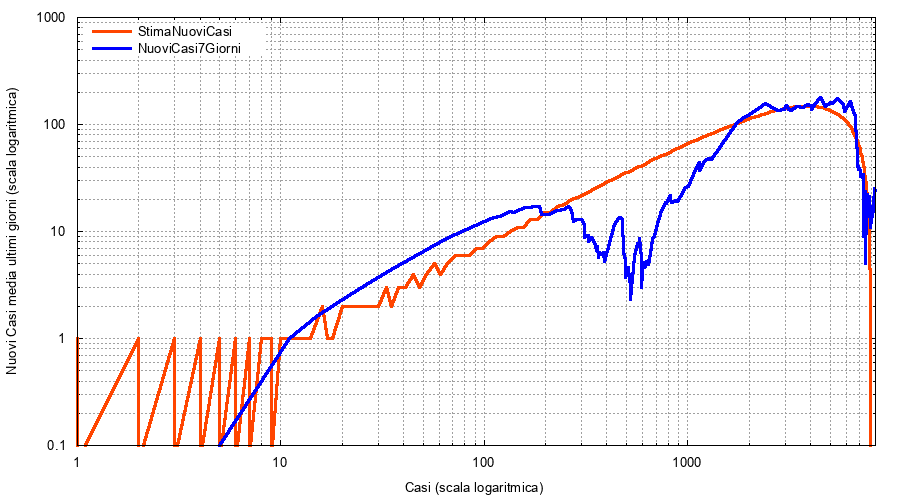 1000
StimaNuoviCasi
NuoviCasi7Giorni
100
10
1
0.1
Nuovi Casi media ultimi giorni (scala logaritmica)
1 10 100 1000
Casi (scala logaritmica)